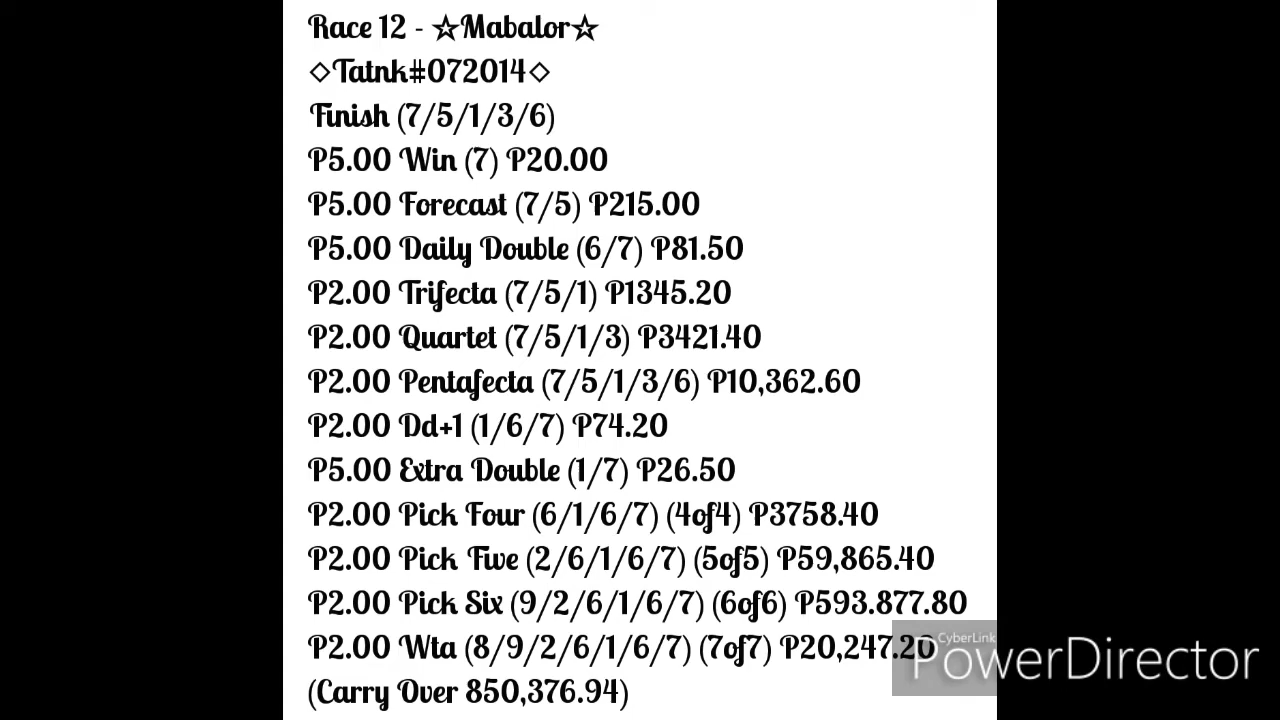 Race 12 - ☆Mabalor☆
◇Tatnk#072014◇
Finish (7/5/1/3/6)
P5.00 Win (7) P20.00
P5.00 Forecast (7/5) P215.00
P5.00 Daily Double (6/7) P81.50
P2.00 Trifecta (7/5/1) P1345.20
P2.00 Quartet (7/5/1/3) P3421.40
P2.00 Pentafecta (7/5/1/3/6) P10,362.60
P2.00 Dd+1 (1/6/7) P74.20
P5.00 Extra Double (1/7) P26.50
P2.00 Pick Four (6/1/6/7) (4of4) P3758.40
P2.00 Pick Five (2/6/1/6/7) (5of5) P59,865.40
P2.00 Pick Six (9/2/6/1/6/7) (6of6) P593.877.80
P2.00 Wta (8/9/2/6/1/6/7) (7of7) P20,247.20
(Carry Over 850,376.94)
CyberLink
PowerDirector